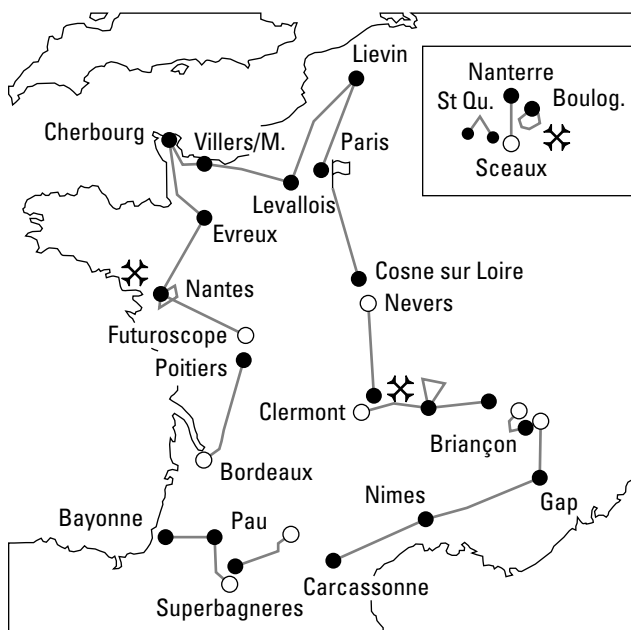 Lievin
Nanterre
St Qu.
Boulog.
Sceaux
Cherbourg
Villers/M.
Paris
Levallois
Evreux
Cosne sur Loire
Nantes
Nevers
Futuroscope
Poitiers
Clermont
Briançon
Bordeaux
Gap
Nimes
Bayonne
Pau
Carcassonne
Superbagneres